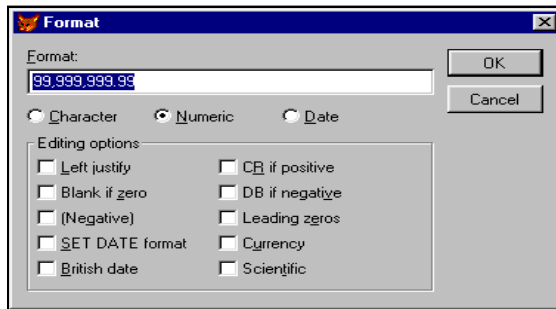 Format
Format:
99,999,999.99
OK
Cancel
Character Numeric Date
Editing options
Left justify CR if positive
Blank if zero DB if negative
(Negative) Leading zeros
SET DATE format Currency
British date Scientific